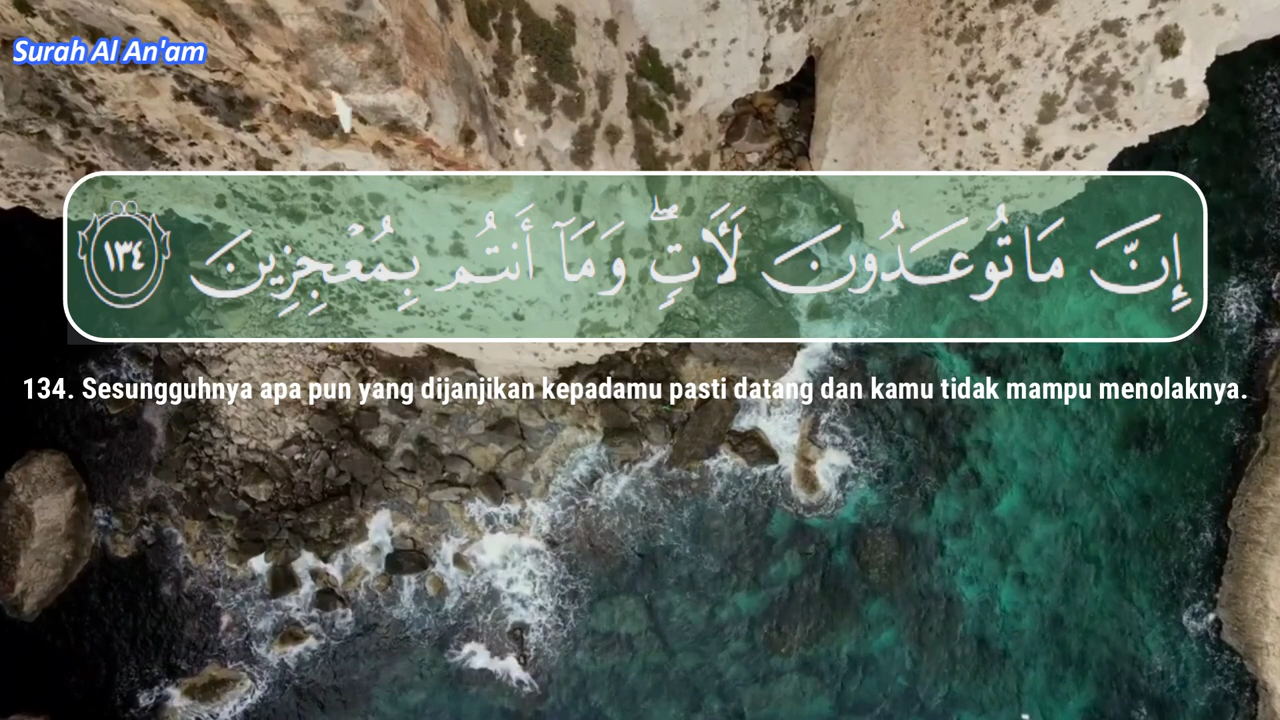 Surah Al An'am
إِنَّ مَا تُوعَدُونَ لَـَٔاتٍۖ وَمَآ أَنتُم بِمُعْجِزِينَ ١٣٤
134. Sesungguhnya apa pun yang dijanjikan kepadamu pasti datang dan kamu tidak mampu menolaknya.